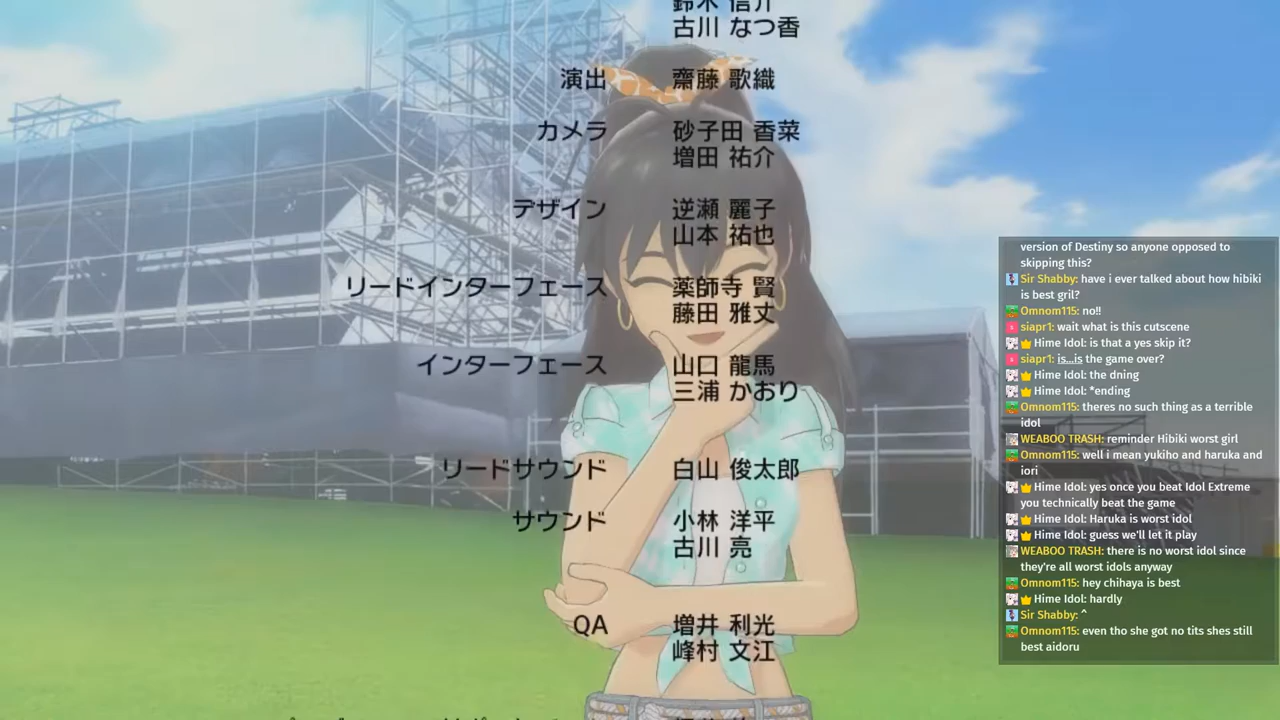 古川 なつ香
演出 齋藤 歌織
カメラ 砂子田 香菜
増田 祐介
デザイン 逆瀬 麗子
山本 祐也
リードインターフェース 薬師寺 賢
藤田 雅丈
インターフェース 山口 龍馬
三浦 かおり
リードサウンド 白山 俊太郎
サウンド 小林 洋平
古川 亮
QA 増井 利光
峰村 文江
version of Destiny so anyone opposed to
skipping this?
Sir Shabby: have i ever talked about how hibiki
is best gril?
Omnom115: no!!
siapr1: wait what is this cutscene
Hime Idol: is that a yes skip it?
siapr1: is...is the game over?
Hime Idol: the dning
Hime Idol: *ending
Omnom115: theres no such thing as a terrible
idol
WEABOO TRASH: reminder Hibiki worst girl
Omnom115: well i mean yukiho and haruka and
iori
Hime Idol: yes once you beat Idol Extreme
you technically beat the game
Hime Idol: Haruka is worst idol
Hime Idol: guess we'll let it play
WEABOO TRASH: there is no worst idol since
they're all worst idols anyway
Omnom115: hey chihaya is best
Hime Idol: hardly
Sir Shabby: ^
Omnom115: even tho she got no tits shes still
best aidoru